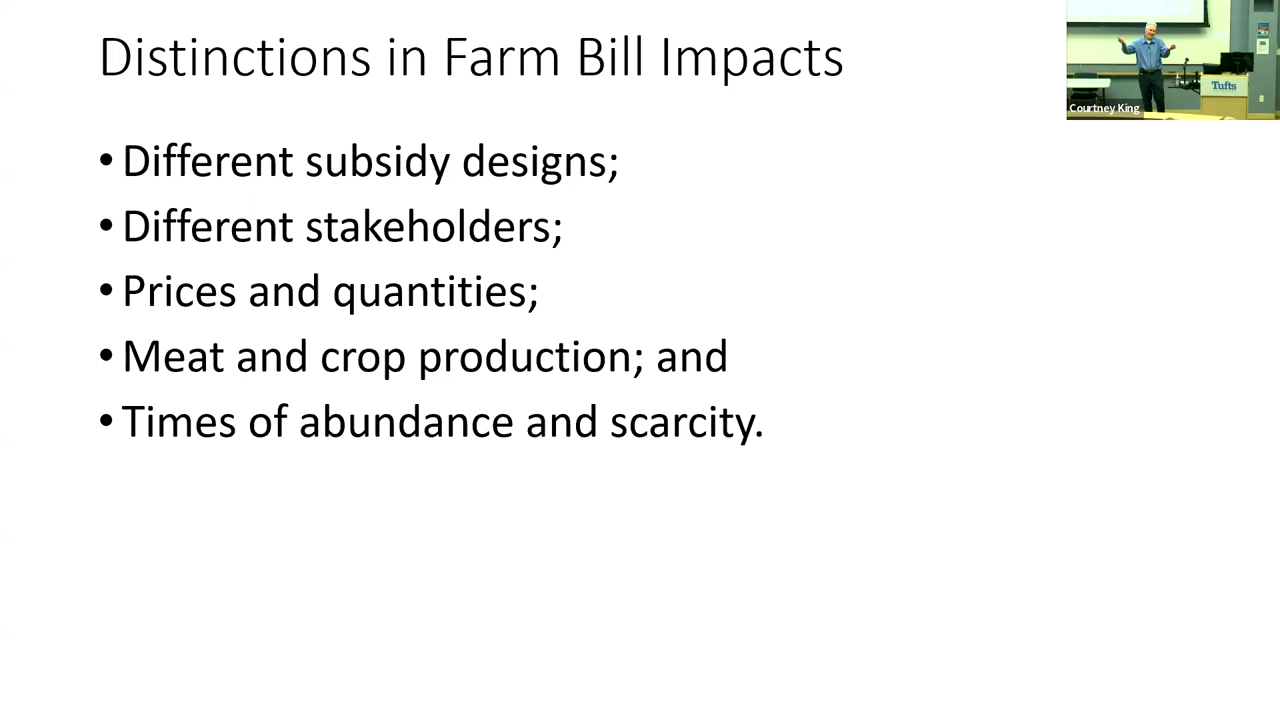 Distinctions in Farm Bill Impacts
• Different subsidy designs;
• Different stakeholders;
• Prices and quantities;
• Meat and crop production; and
• Times of abundance and scarcity.
Courtney King
Tufts